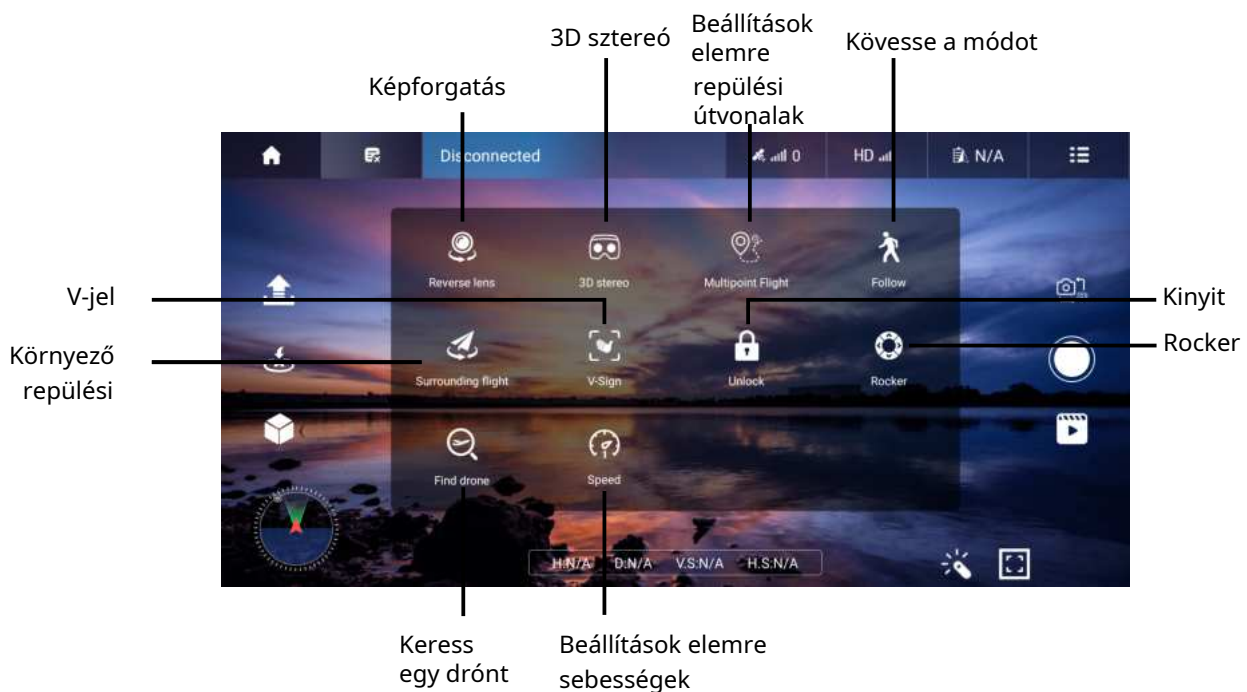 3D sztereó
Beállítások
elemre
repülési
útvonalak
Kövesse a módot
Képforgatás
Disconnected
0
HD
N/A
Reverse lens
3D stereo
Multipoint Flight
Follow
V-jel
Kinyit
Környező
repülési
Rocker
Surrounding flight
V-Sign
Unlock
Rocker
Find drone
Speed
H:N/A D:N/A V.S:N/A H.S:N/A
Keress
egy drónt
Beállítások elemre
sebességek